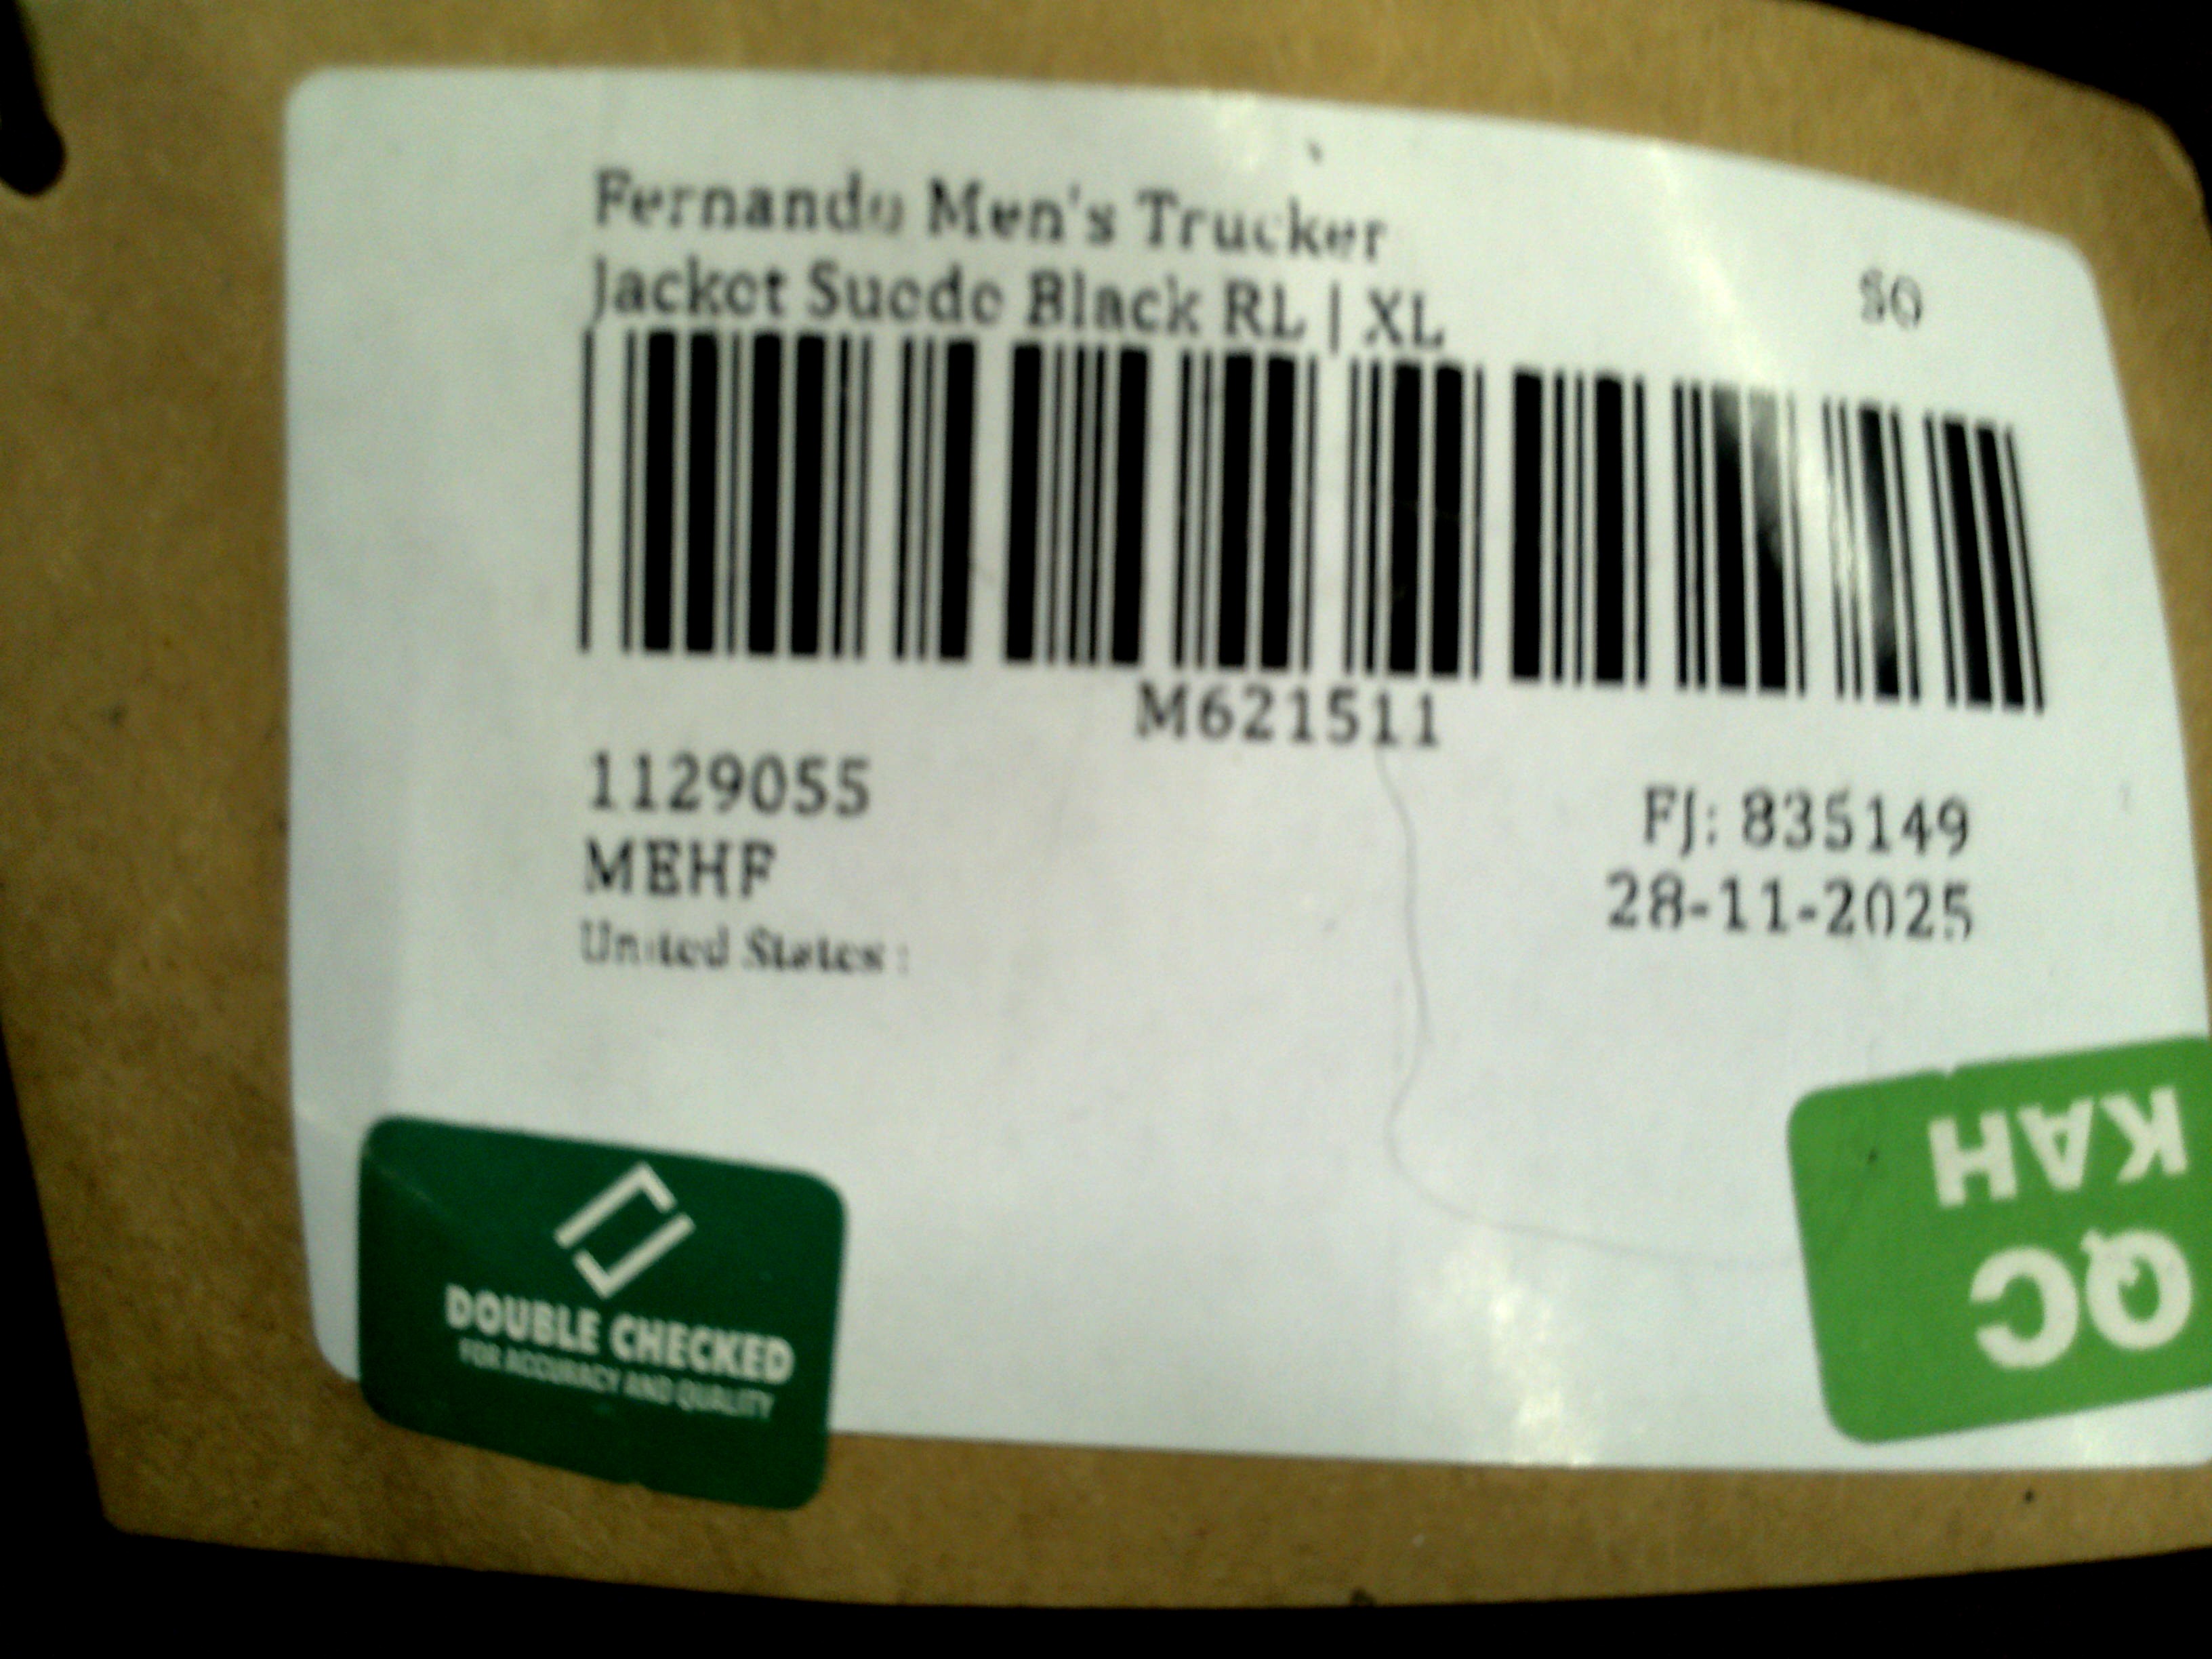 Fernando Men's Trucker
Jacket Suede Black RL | XL
SO
M621511
1129055
MEHF
United States :
FJ: 835149
28-11-2025
DOUBLE CHECKED
FOR ACCURACY AND QUALITY
QC
KAH